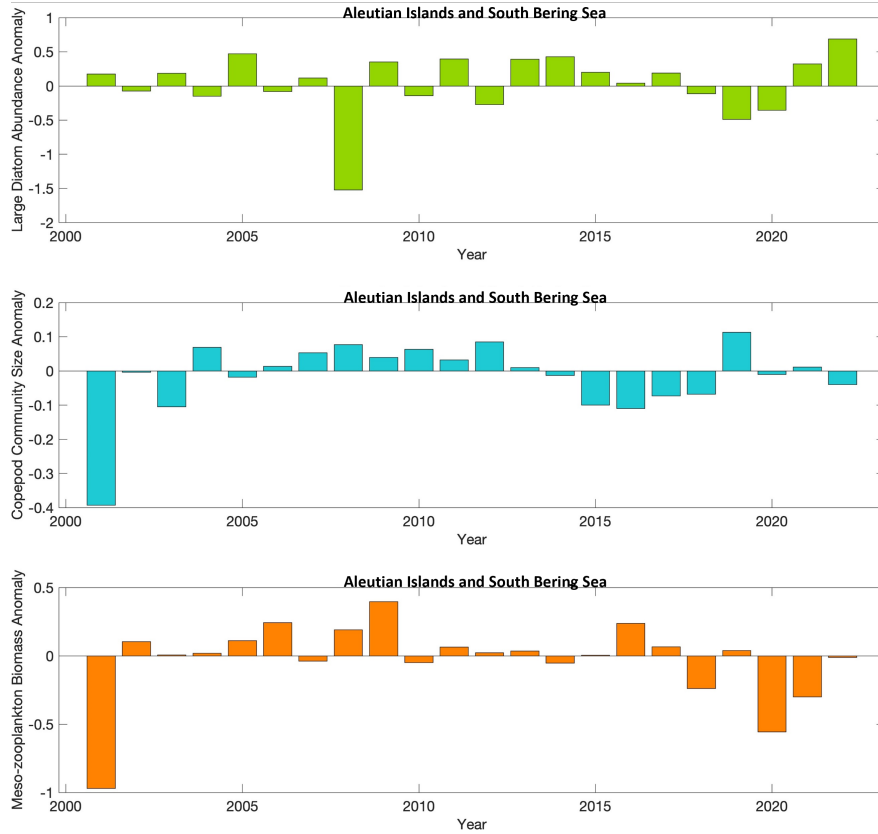 Aleutian Islands and South Bering Sea
Large Diatom Abundance Anomaly
1
0.5
0
-0.5
-1
-1.5
-2
2000 2005 2010 2015 2020
Year
Aleutian Islands and South Bering Sea
Copepod Community Size Anomaly
0.2
0.1
0
-0.1
-0.2
-0.3
-0.4
2000 2005 2010 2015 2020
Year
Aleutian Islands and South Bering Sea
Meso-zooplankton Biomass Anomaly
0.5
0
-0.5
-1
2000 2005 2010 2015 2020
Year